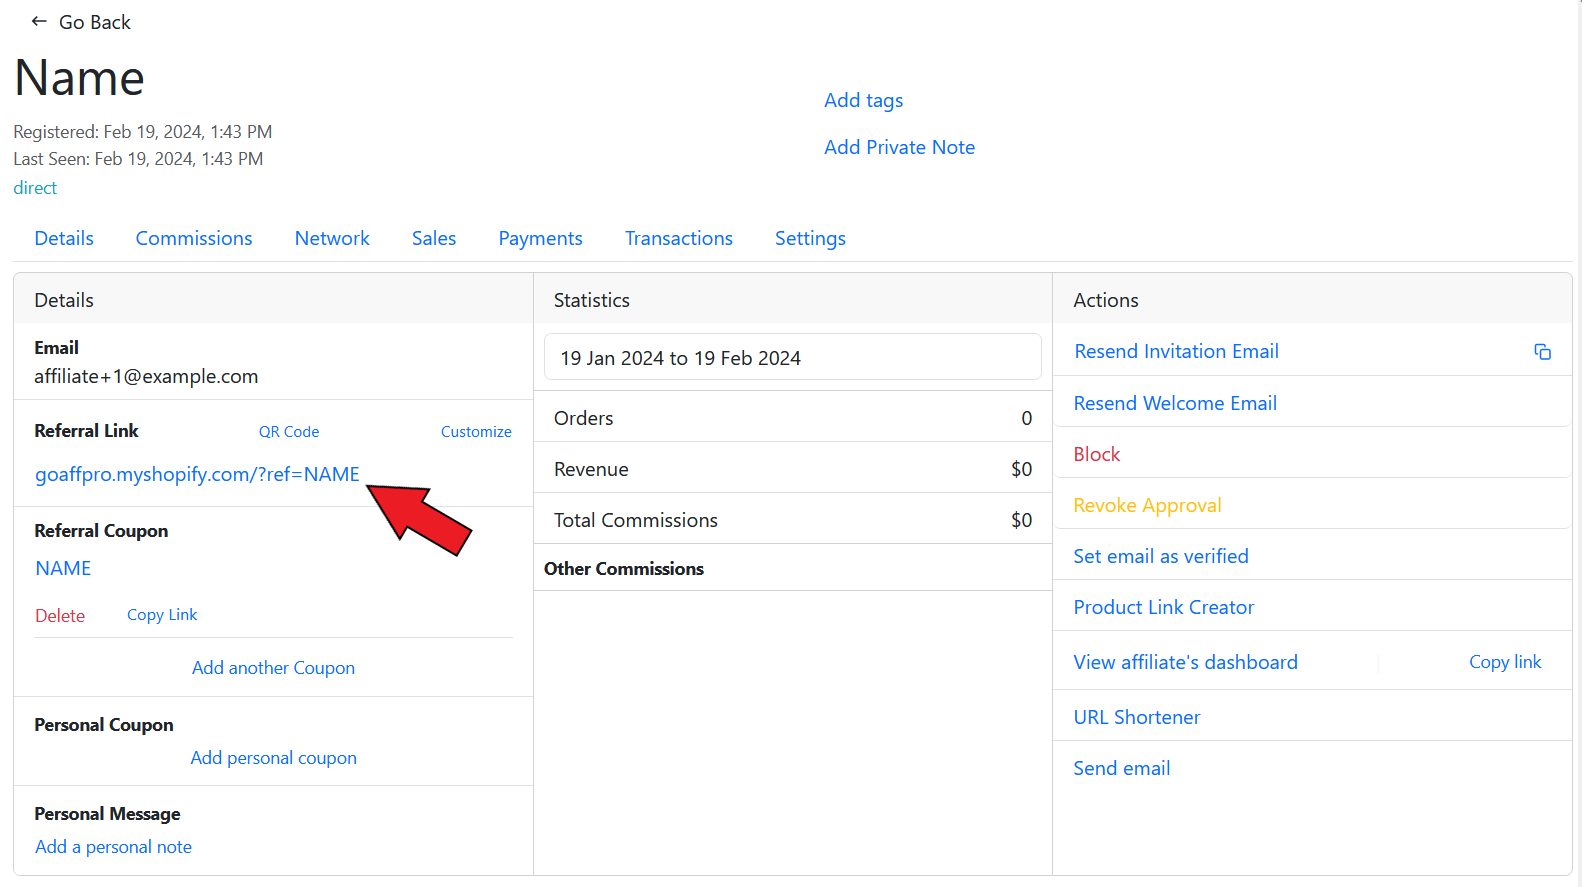 Go Back
Name
Registered: Feb 19, 2024, 1:43 PM
Last Seen: Feb 19, 2024, 1:43 PM
direct
Add tags
Add Private Note
Details Commissions Network Sales Payments Transactions Settings
Details
Email
affiliate+1@example.com
Referral Link QR Code Customize
goaffpro.myshopify.com/?ref=NAME
Referral Coupon
NAME
Delete Copy Link
Add another Coupon
Personal Coupon
Add personal coupon
Personal Message
Add a personal note
Statistics
19 Jan 2024 to 19 Feb 2024
Orders 0
Revenue $0
Total Commissions $0
Other Commissions
Actions
Resend Invitation Email
Resend Welcome Email
Block
Revoke Approval
Set email as verified
Product Link Creator
View affiliate's dashboard Copy link
URL Shortener
Send email